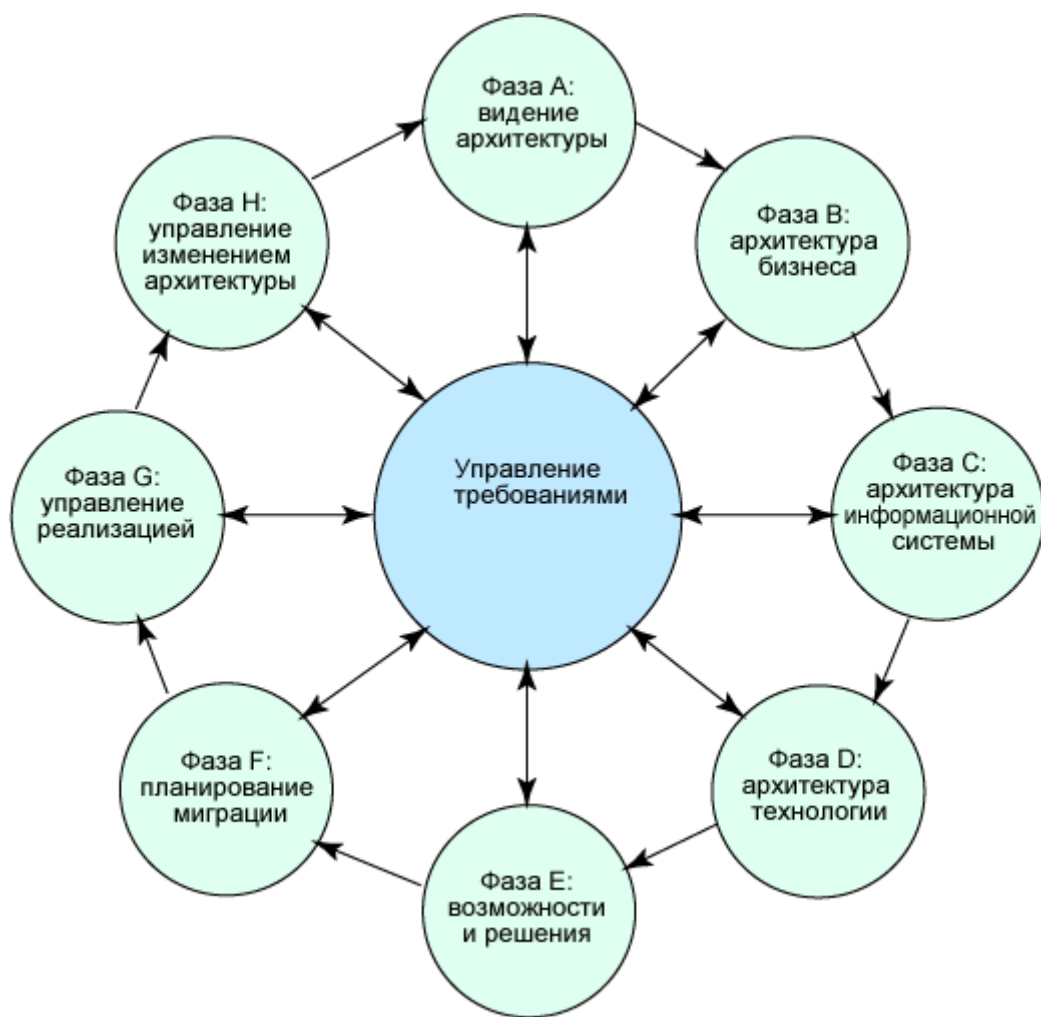 Фаза A:
видение
архитектуры
Фаза B:
архитектура
бизнеса
Фаза C:
архитектура
информационной
системы
Фаза D:
архитектура
технологии
Фаза E:
возможности
и решения
Фаза F:
планирование
миграции
Фаза G:
управление
реализацией
Фаза H:
управление
изменением
архитектуры
Управление
требованиями